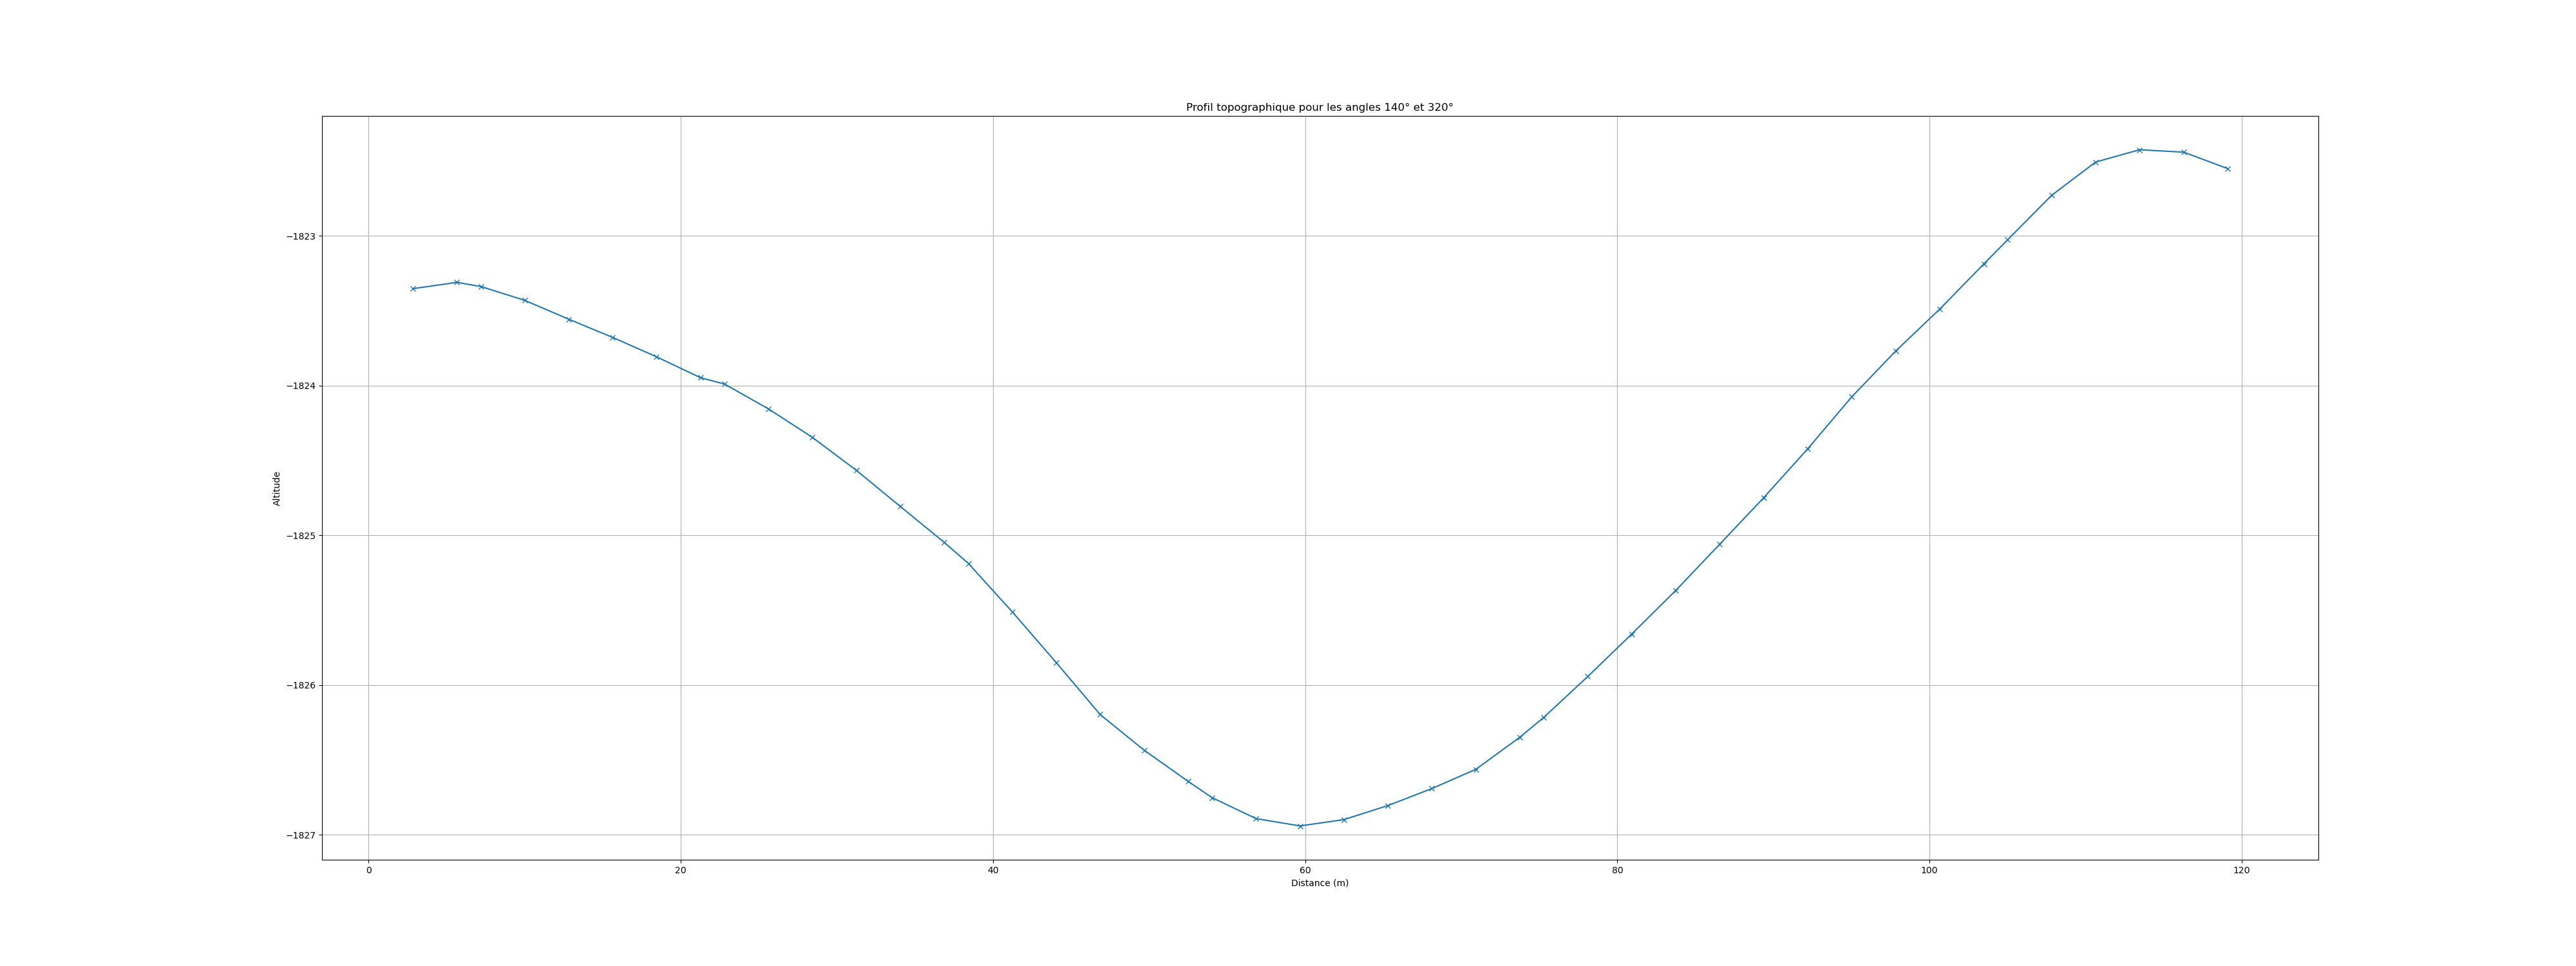 Profil topographique pour les angles 140° et 320°
Altitude
−1823
−1824
−1825
−1826
−1827
0 20 40 60 80 100 120
Distance (m)